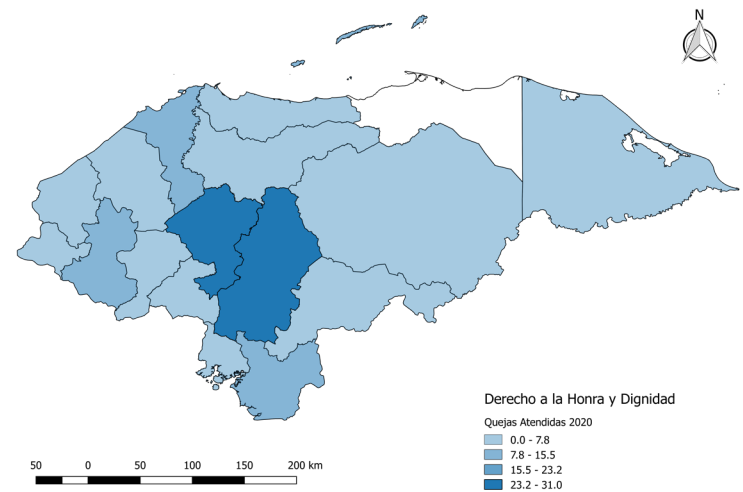 N
Derecho a la Honra y Dignidad
Quejas Atendidas 2020
0.0 - 7.8
7.8 - 15.5
15.5 - 23.2
23.2 - 31.0
50 0 50 100 150 200 km